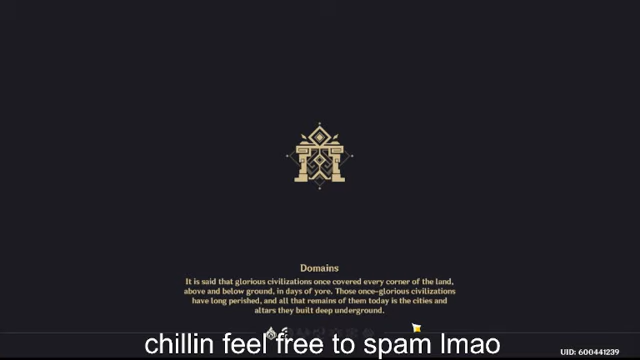 Domains
It is said that glorious civilizations once covered every corner of the land,
above and below ground, in days of yore. Those once-glorious civilizations
have long perished, and all that remains of them today is the cities and
altars they built deep underground.
chillin feel free to spam lmao
UID: 600441239